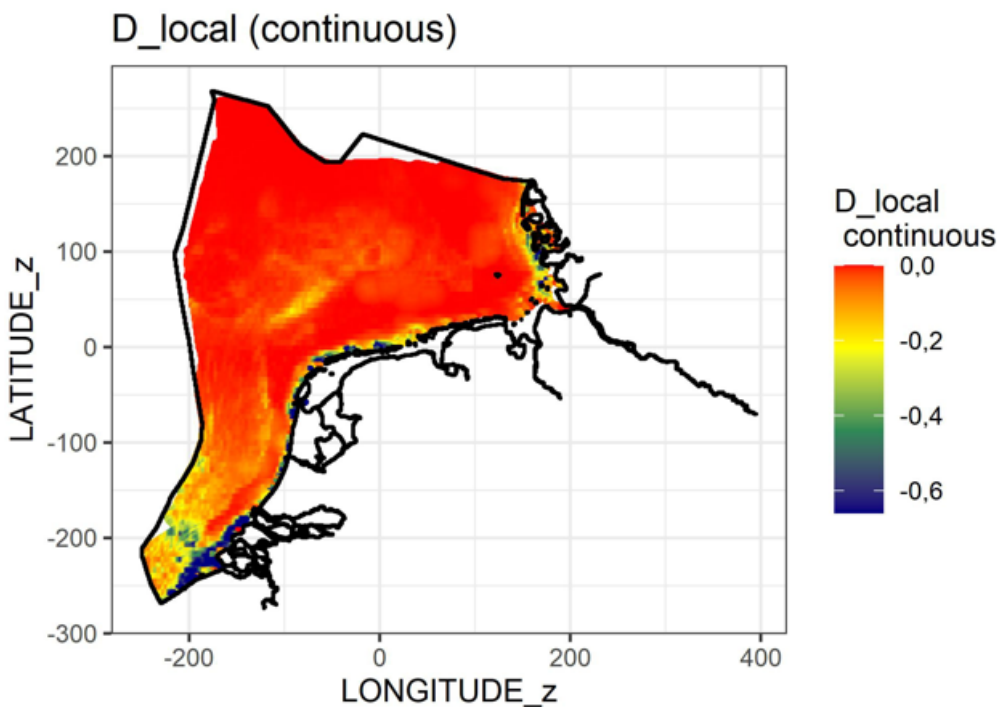 D_local (continuous)
LATITUDE_z
200
100
0
-100
-200
-300
-200
0
200
400
LONGITUDE_z
D_local
continuous
0,0
-0,2
-0,4
-0,6